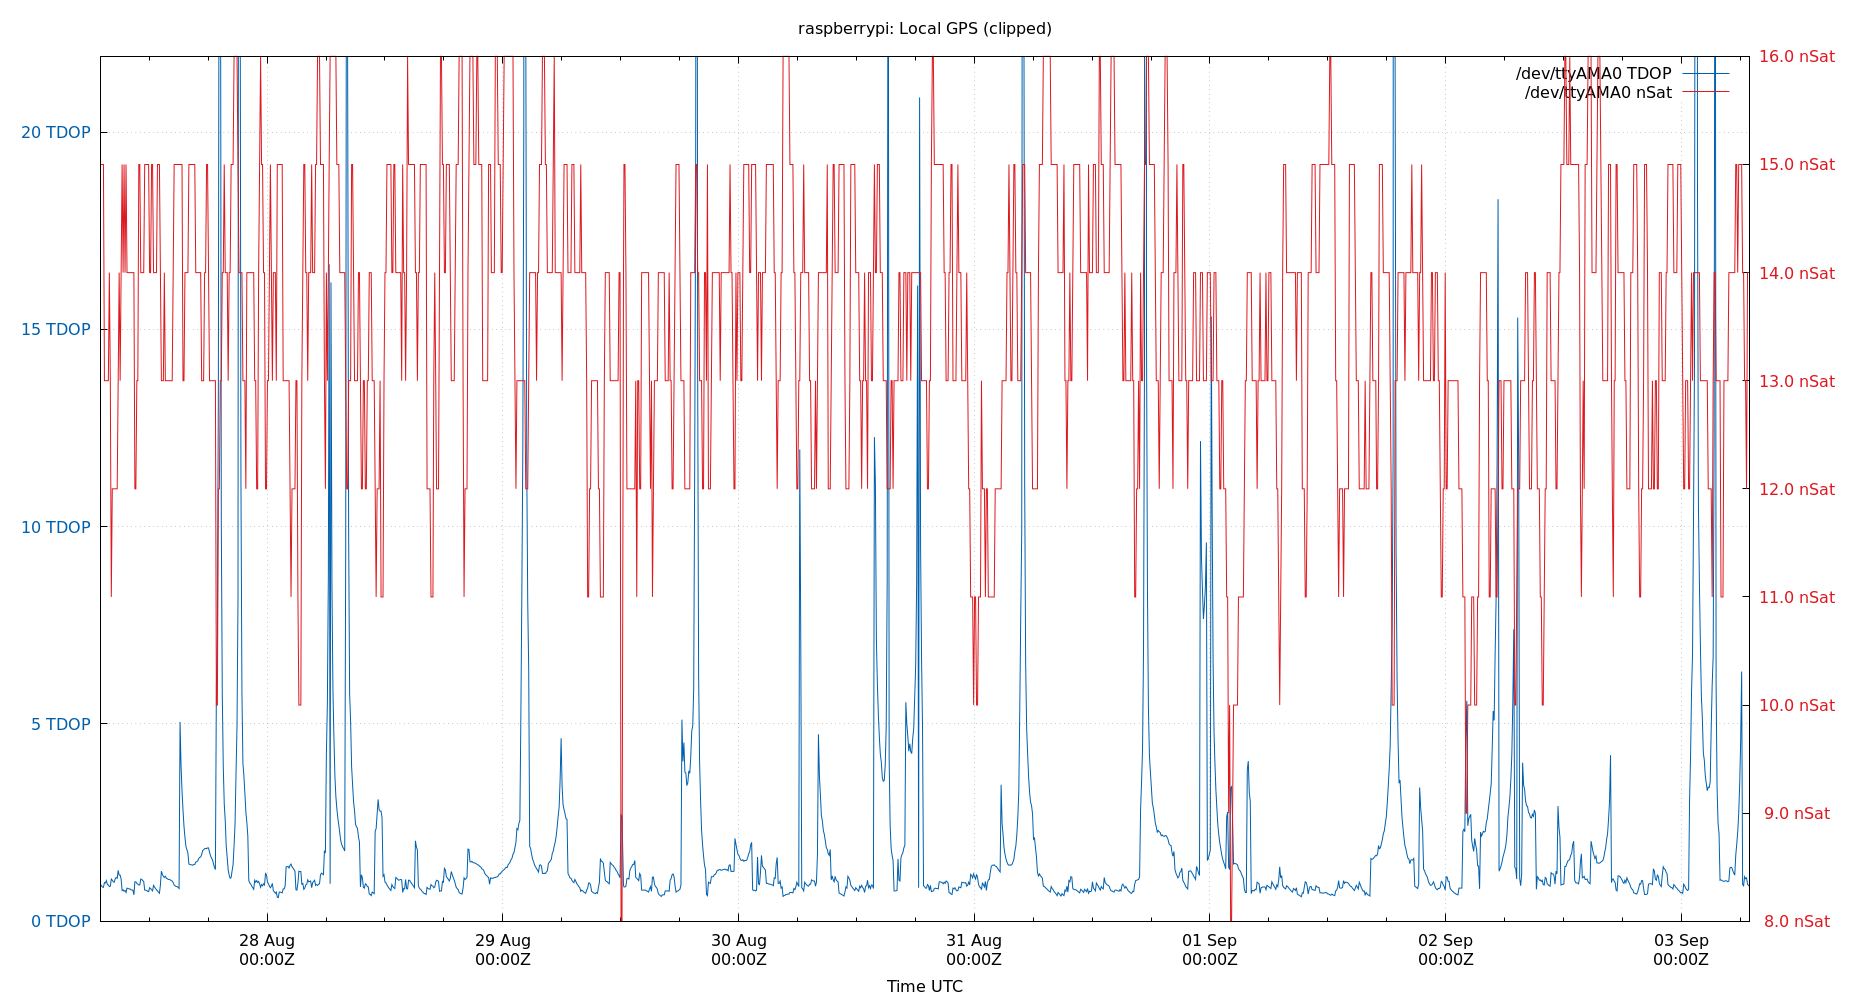 raspberrypi: Local GPS (clipped)
16.0 nSat
/dev/ttyAMA0 TDOP
/dev/ttyAMA0 nSat
20 TDOP
15.0 nSat
14.0 nSat
15 TDOP
13.0 nSat
12.0 nSat
10 TDOP
11.0 nSat
10.0 nSat
5 TDOP
9.0 nSat
0 TDOP
8.0 nSat
28 Aug
00:00Z
29 Aug
00:00Z
30 Aug
00:00Z
31 Aug
00:00Z
01 Sep
00:00Z
02 Sep
00:00Z
03 Sep
00:00Z
Time UTC